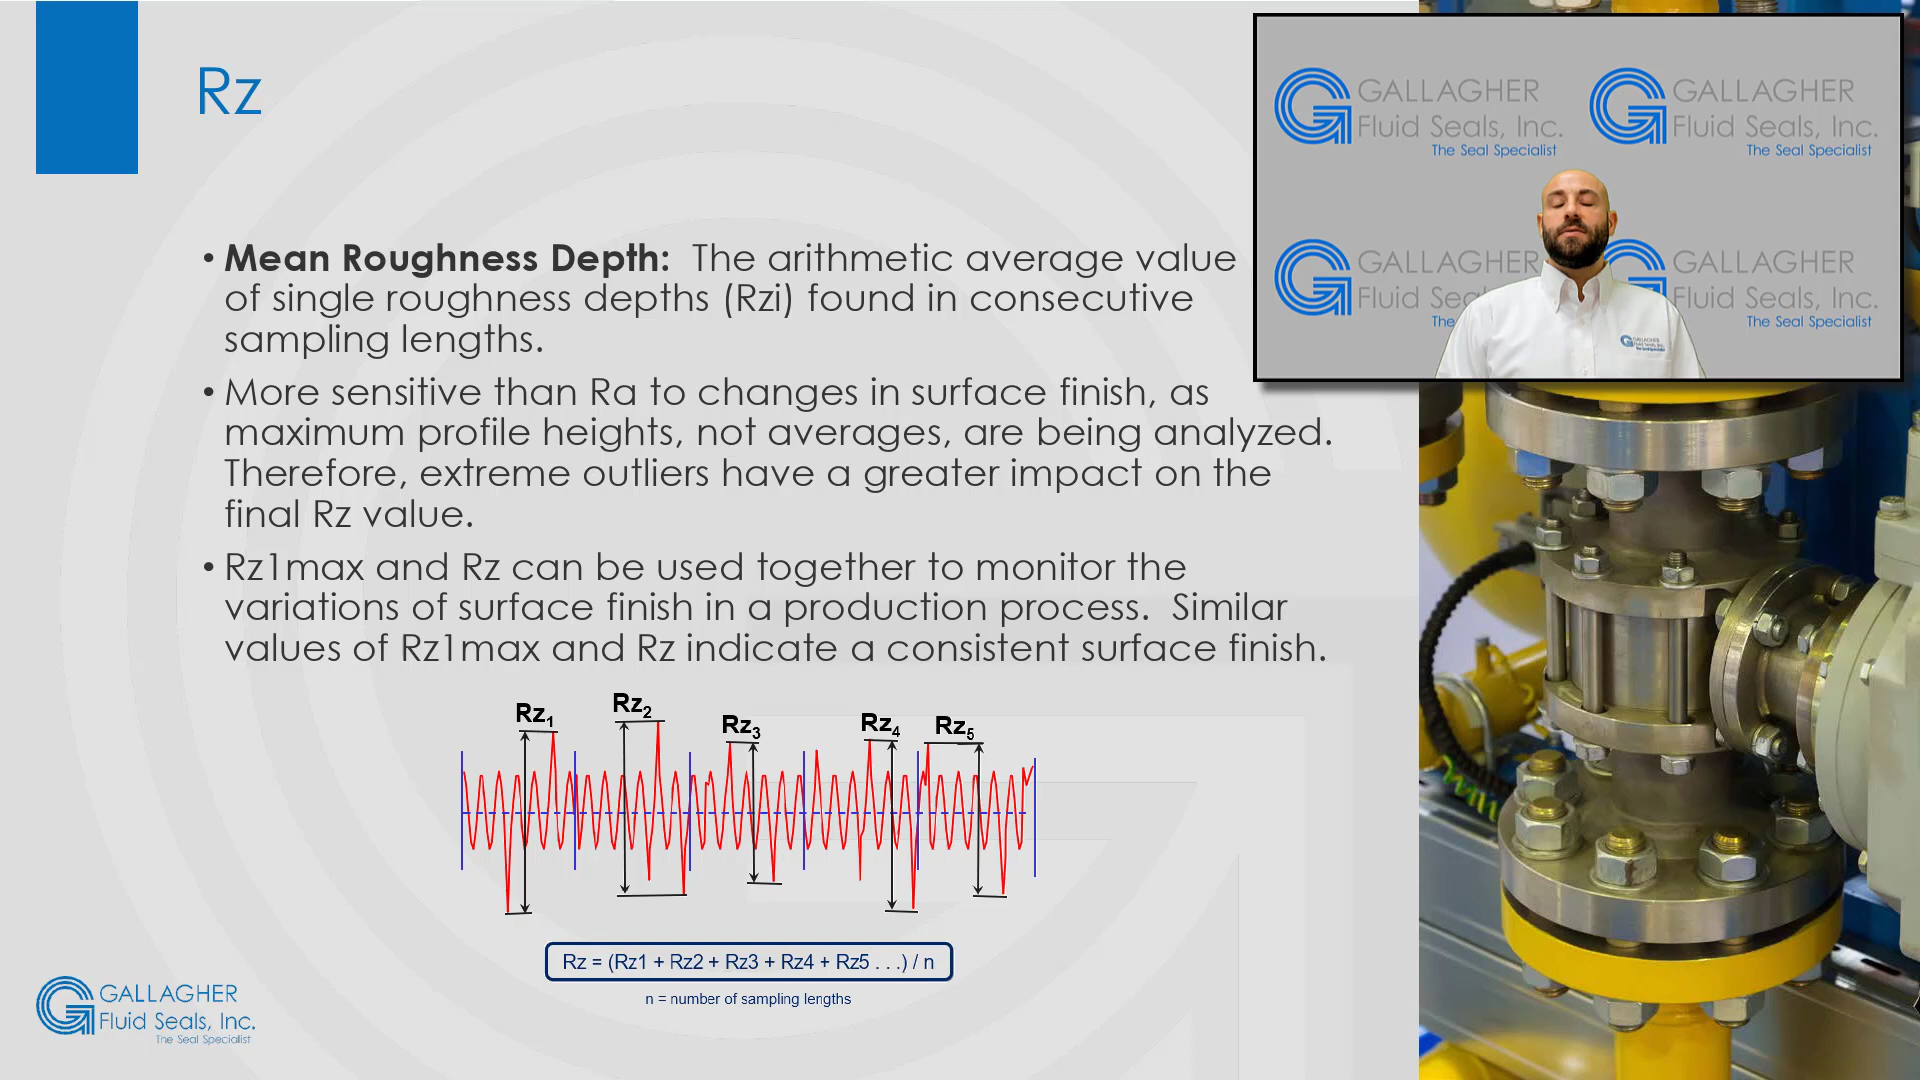 Rz
• Mean Roughness Depth: The arithmetic average value
of single roughness depths (Rzi) found in consecutive
sampling lengths.
• More sensitive than Ra to changes in surface finish, as
maximum profile heights, not averages, are being analyzed.
Therefore, extreme outliers have a greater impact on the
final Rz value.
• Rz1max and Rz can be used together to monitor the
variations of surface finish in a production process. Similar
values of Rz1max and Rz indicate a consistent surface finish.
Rz1 Rz2 Rz3 Rz4 Rz5
Rz = (Rz1 + Rz2 + Rz3 + Rz4 + Rz5 . . .) / n
n = number of sampling lengths
GALLAGHER
Fluid Seals, Inc.
The Seal Specialist
GALLAGHER GALLAGHER
Fluid Seals, Inc. Fluid Seals, Inc.
The Seal Specialist The Seal Specialist
GALLAGHER GALLAGHER
Fluid Sea Fluid Seals, Inc.
The The Seal Specialist